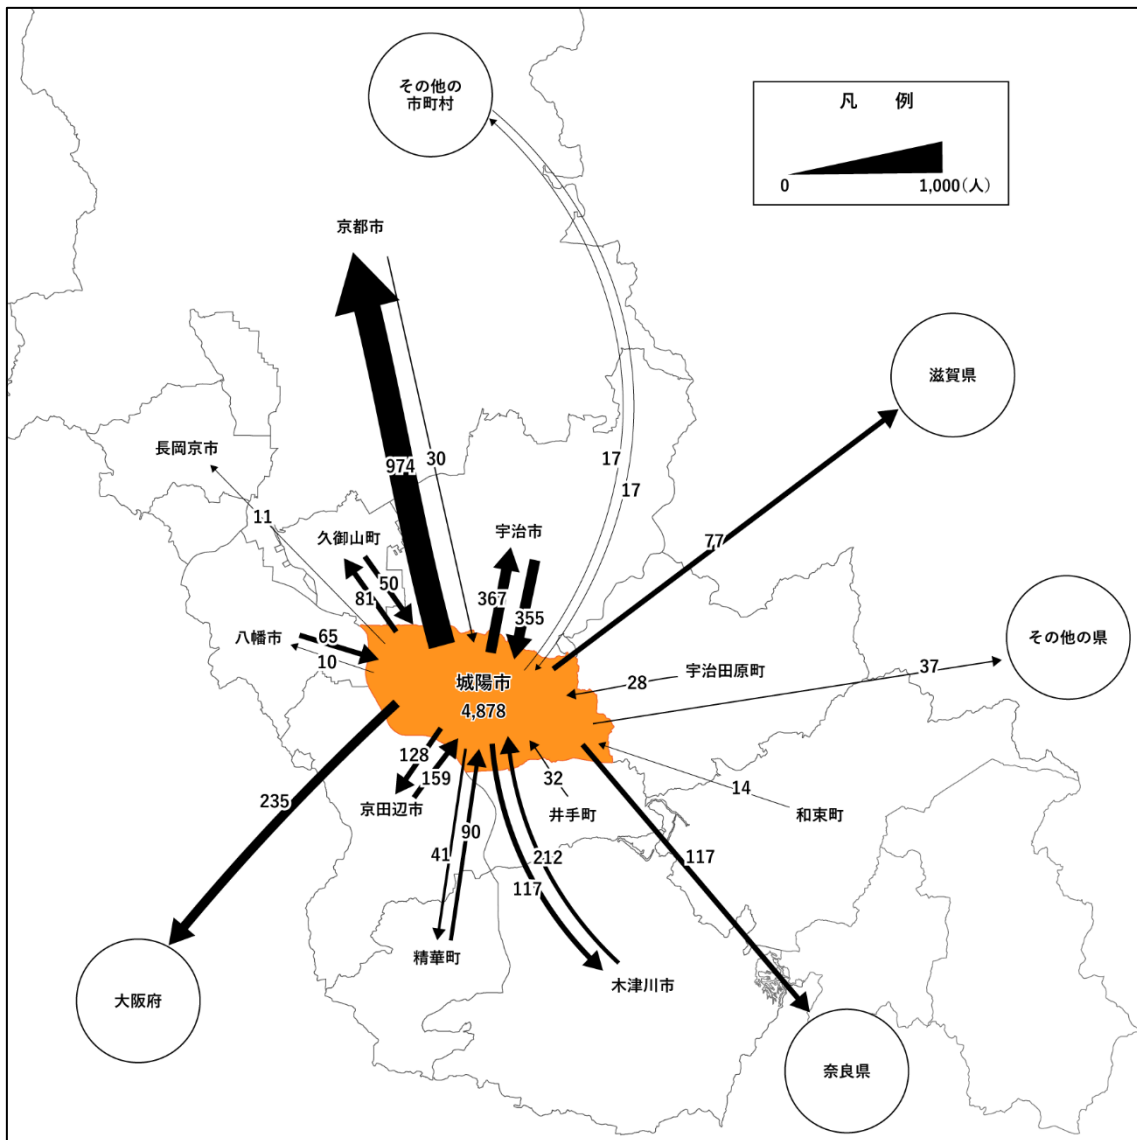 その他の
市町村
凡 例
0
1,000(人)
京都市
滋賀県
長岡京市
974
30
17
17
11
久御山町
宇治市
77
50
81
367
355
八幡市
65
10
その他の県
37
城陽市
4,878
28
宇治田原町
128
159
32
14
235
京田辺市
井手町
和束町
90
41
212
117
117
精華町
木津川市
大阪府
奈良県